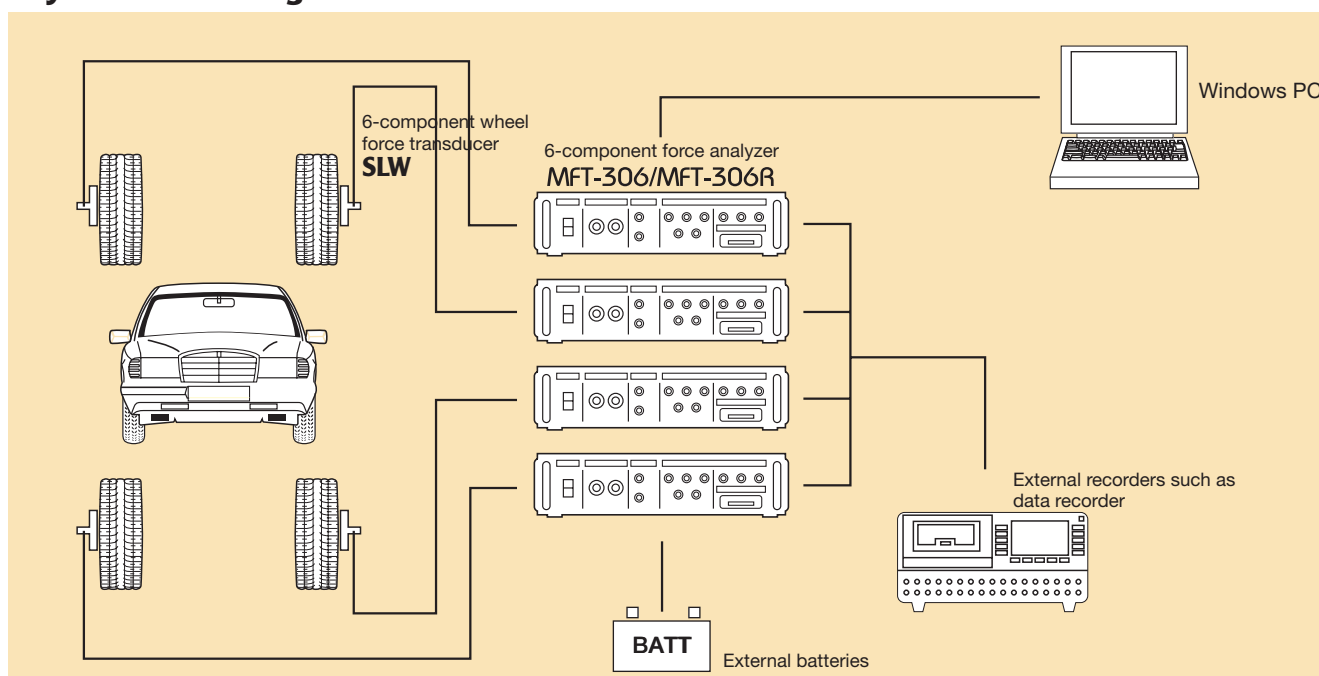 Windows PC
6-component wheel
force transducer
SLW
6-component force analyzer
MFT-306/MFT-306R
External recorders such as
data recorder
BATT
External batteries